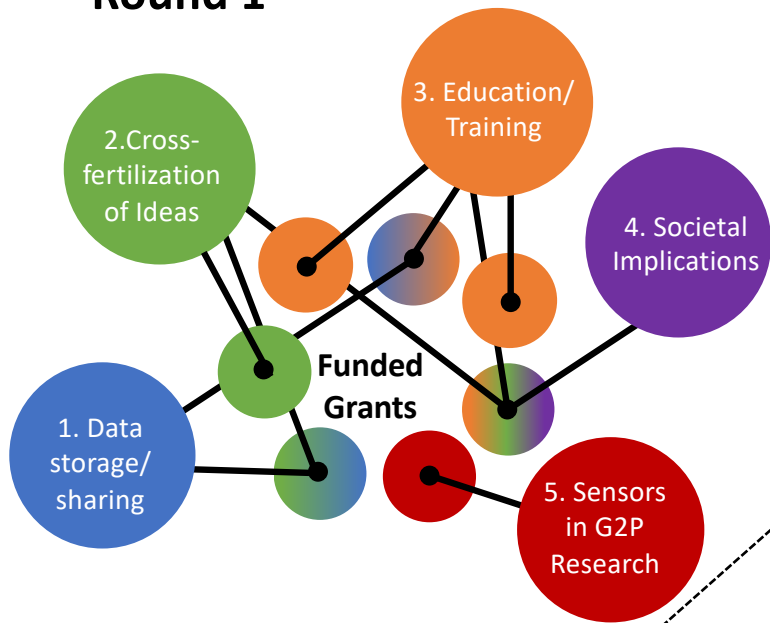 Round 1
3. Education/
Training
2.Cross-
fertilization
of Ideas
4. Societal
Implications
Funded
Grants
1. Data
storage/
sharing
5. Sensors
in G2P
Research